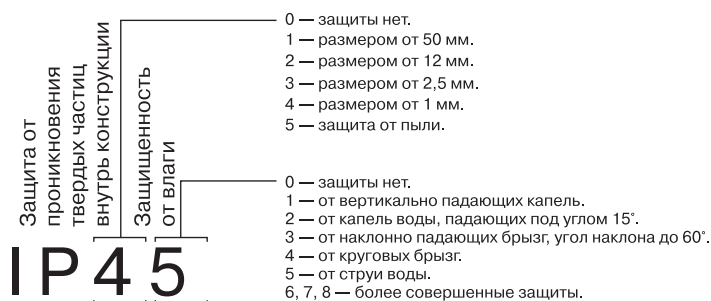 Защита от
проникновения
твердых частиц
внутрь конструкции
Защищенность
от влаги
0 — защиты нет.
1 — размером от 50 мм.
2 — размером от 12 мм.
3 — размером от 2,5 мм.
4 — размером от 1 мм.
5 — защита от пыли.
0 — защиты нет.
1 — от вертикально падающих капель.
2 — от капель воды, падающих под углом 15˚.
3 — от наклонно падающих брызг, угол наклона до 60˚.
4 — от круговых брызг.
5 — от струи воды.
6, 7, 8 — более совершенные защиты.
IP45